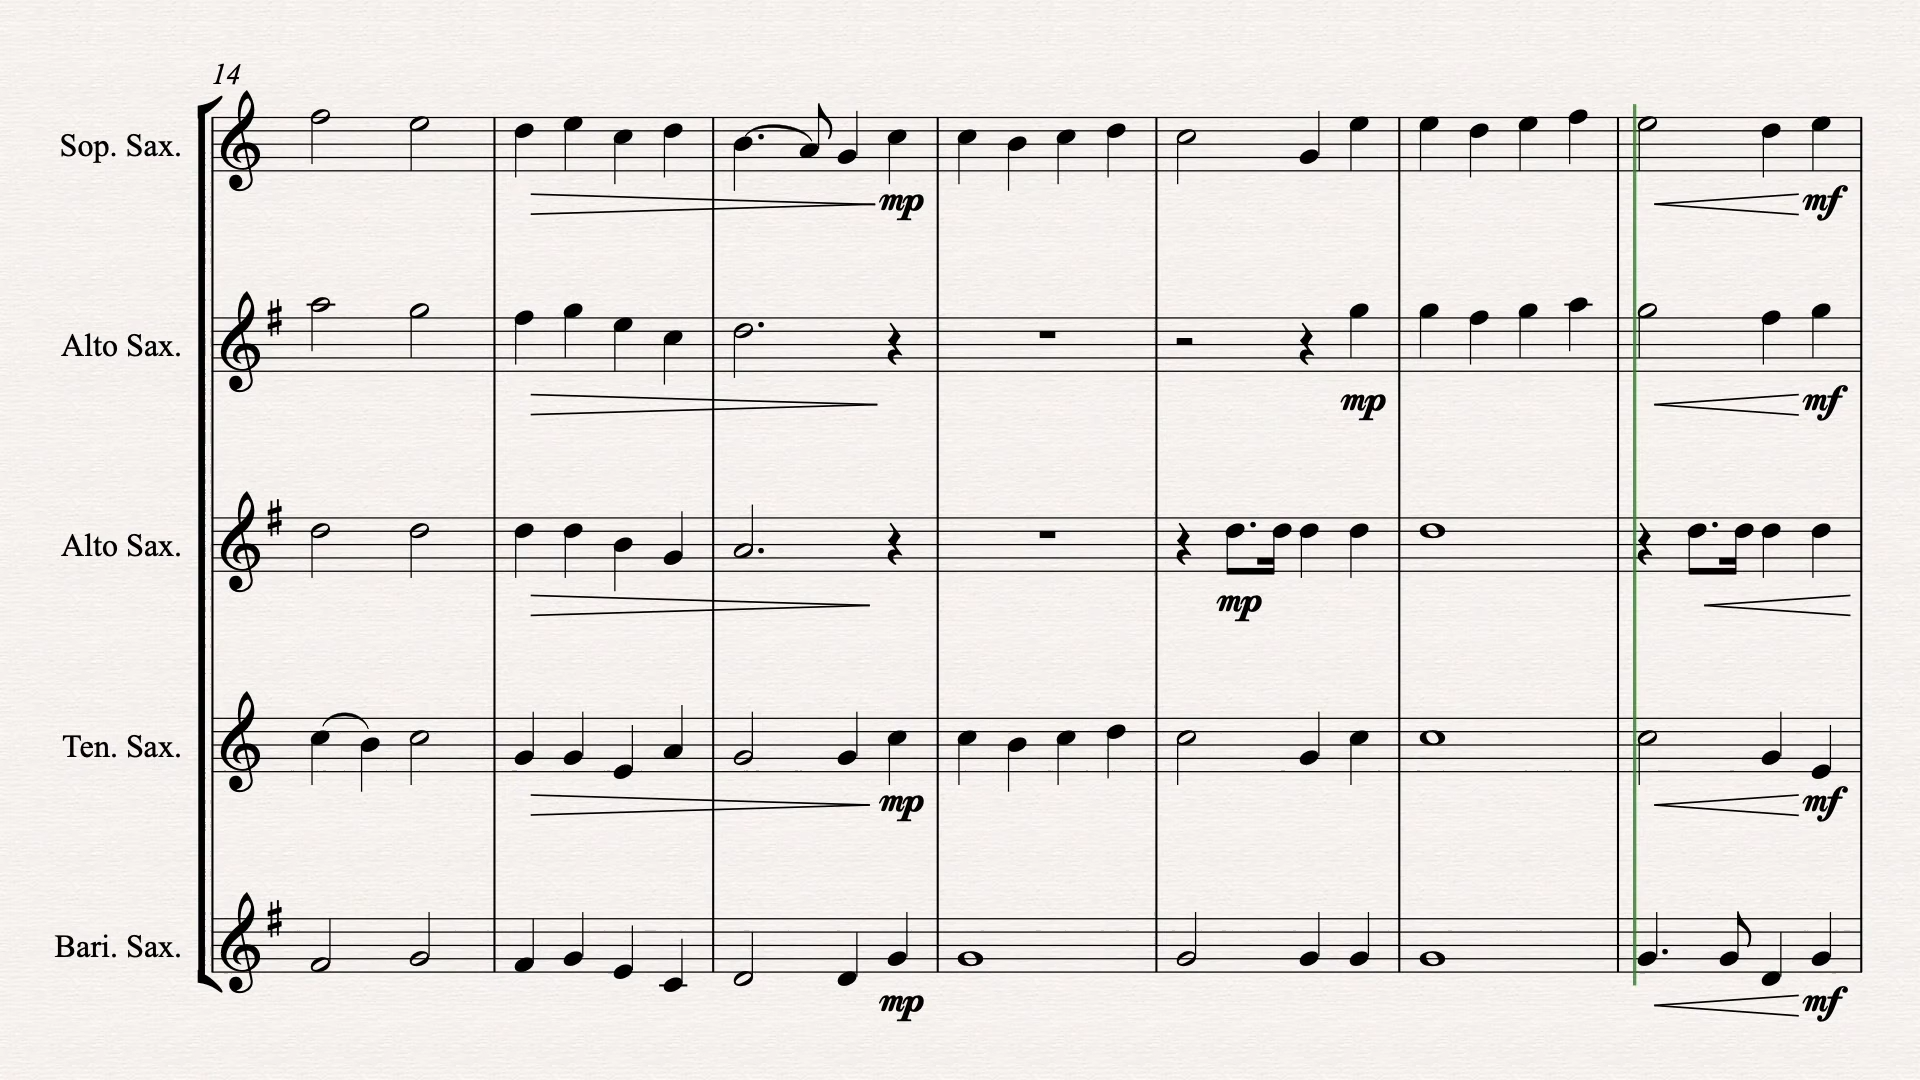 14
Sop. Sax.
mp mf
Alto Sax.
mp mf
Alto Sax.
mp
Ten. Sax.
mp mf
Bari. Sax.
mp mf